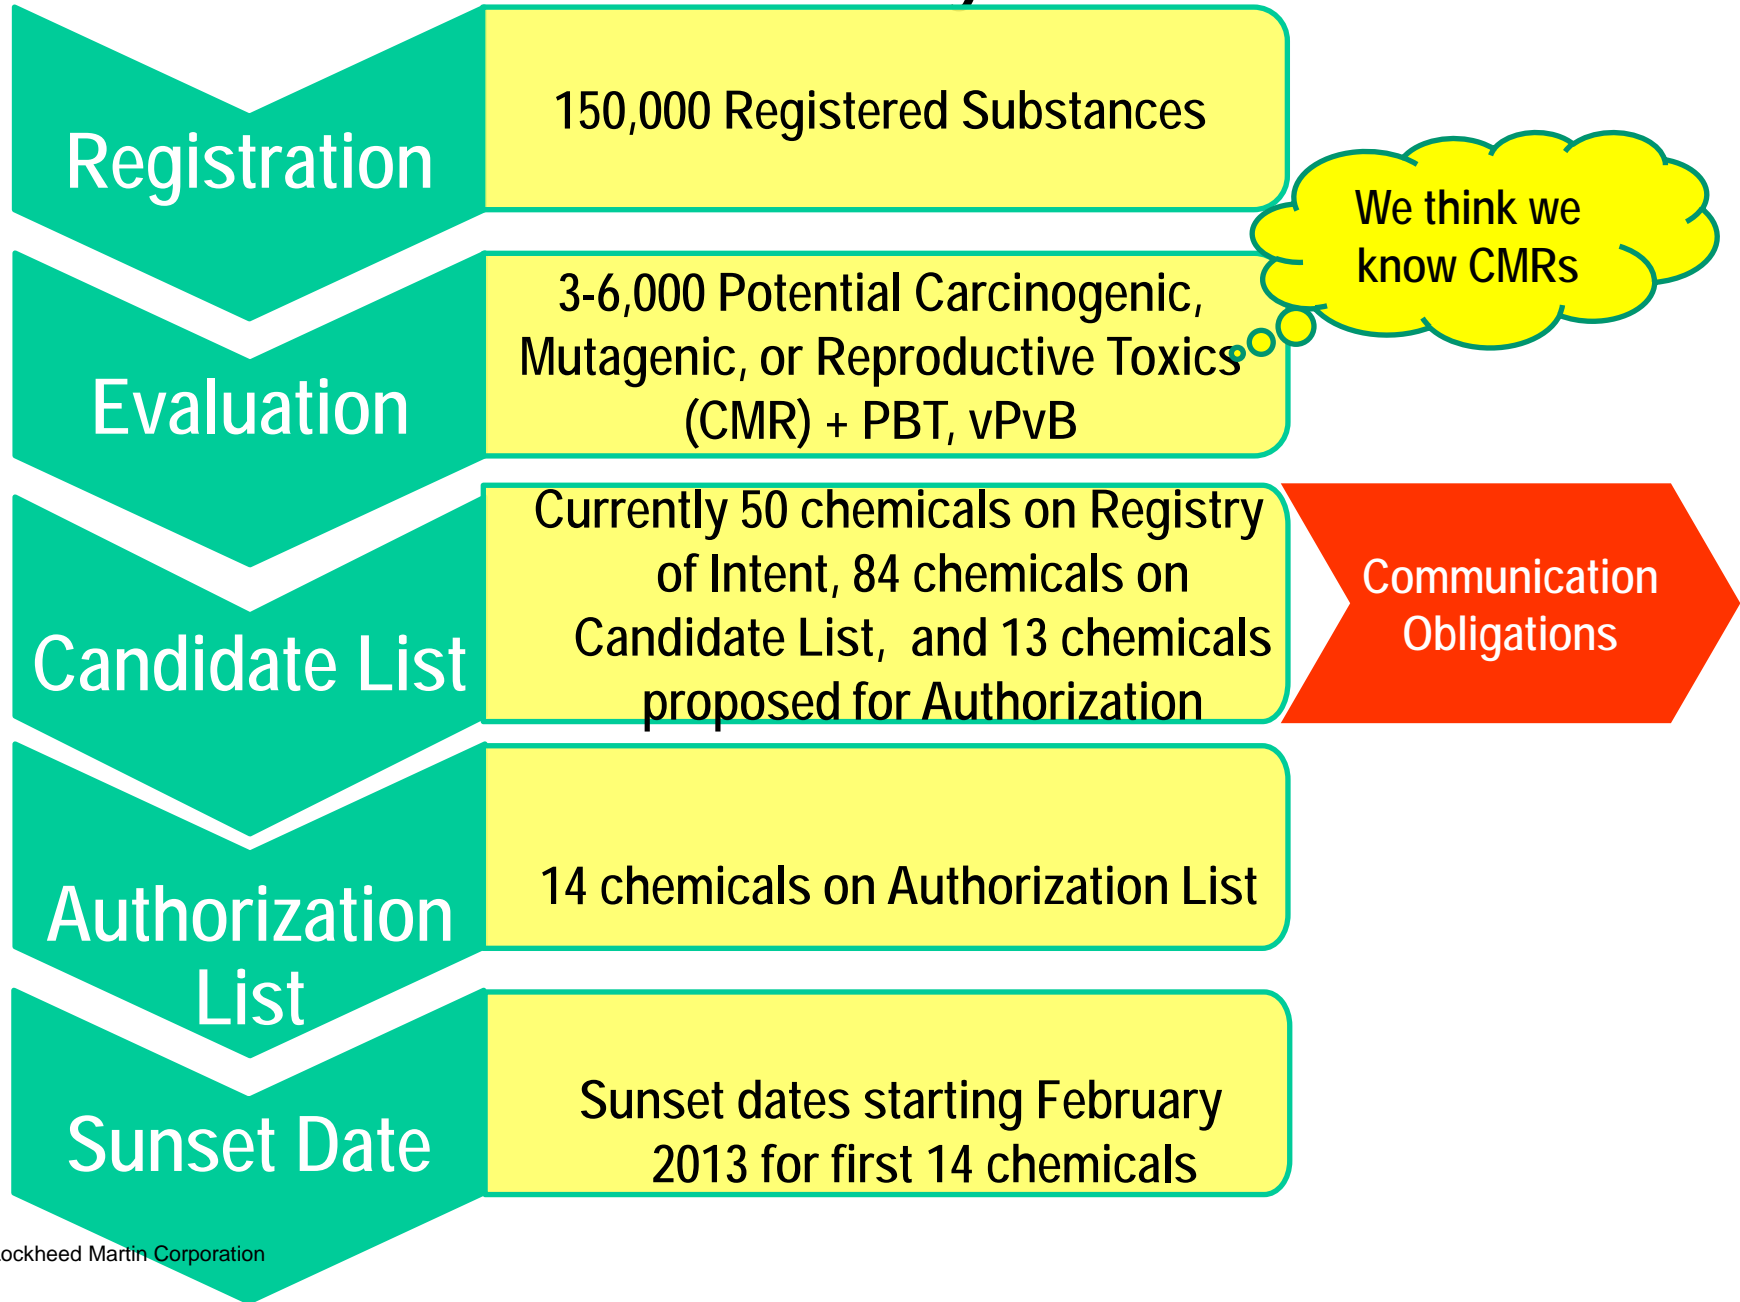 Registration
150,000 Registered Substances
We think we
know CMRs
Evaluation
3-6,000 Potential Carcinogenic,
Mutagenic, or Reproductive Toxics
(CMR) + PBT, vPvB
Candidate List
Currently 50 chemicals on Registry
of Intent, 84 chemicals on
Candidate List, and 13 chemicals
proposed for Authorization
Communication
Obligations
Authorization
List
14 chemicals on Authorization List
Sunset Date
Sunset dates starting February
2013 for first 14 chemicals
Martin Corporation